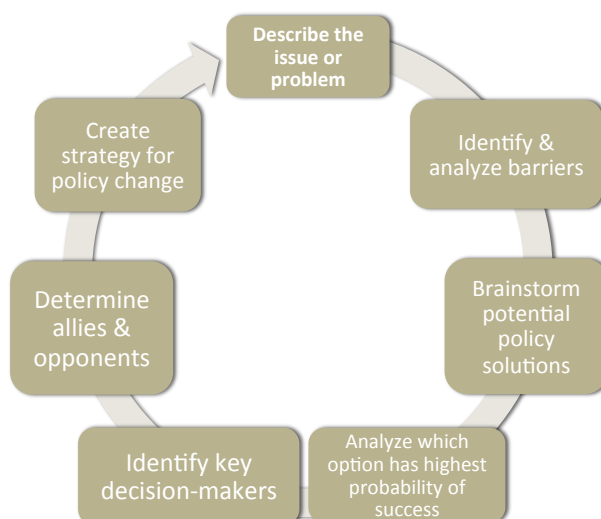 Describe the
issue or
problem
Identify &
analyze barriers
Brainstorm
potential
policy
solutions
Analyze which
option has highest
probability of
success
Identify key
decision-makers
Determine
allies &
opponents
Create
strategy for
policy change